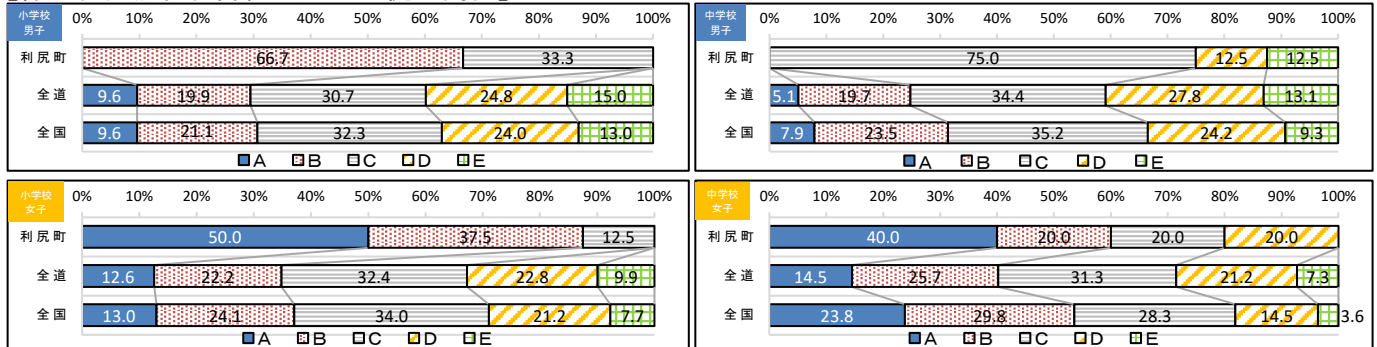 小学校
男子
0% 10% 20% 30% 40% 50% 60% 70% 80% 90% 100%
利尻町 66.7 33.3
全道 9.6 19.9 30.7 24.8 15.0
全国 9.6 21.1 32.3 24.0 13.0
A B C D E
中学校
男子
0% 10% 20% 30% 40% 50% 60% 70% 80% 90% 100%
利尻町 75.0 12.5 12.5
全道 5.1 19.7 34.4 27.8 13.1
全国 7.9 23.5 35.2 24.2 9.3
A B C D E
小学校
女子
0% 10% 20% 30% 40% 50% 60% 70% 80% 90% 100%
利尻町 50.0 37.5 12.5
全道 12.6 22.2 32.4 22.8 9.9
全国 13.0 24.1 34.0 21.2 7.7
A B C D E
中学校
女子
0% 10% 20% 30% 40% 50% 60% 70% 80% 90% 100%
利尻町 40.0 20.0 20.0 20.0
全道 14.5 25.7 31.3 21.2 7.3
全国 23.8 29.8 28.3 14.5 3.6
A B C D E